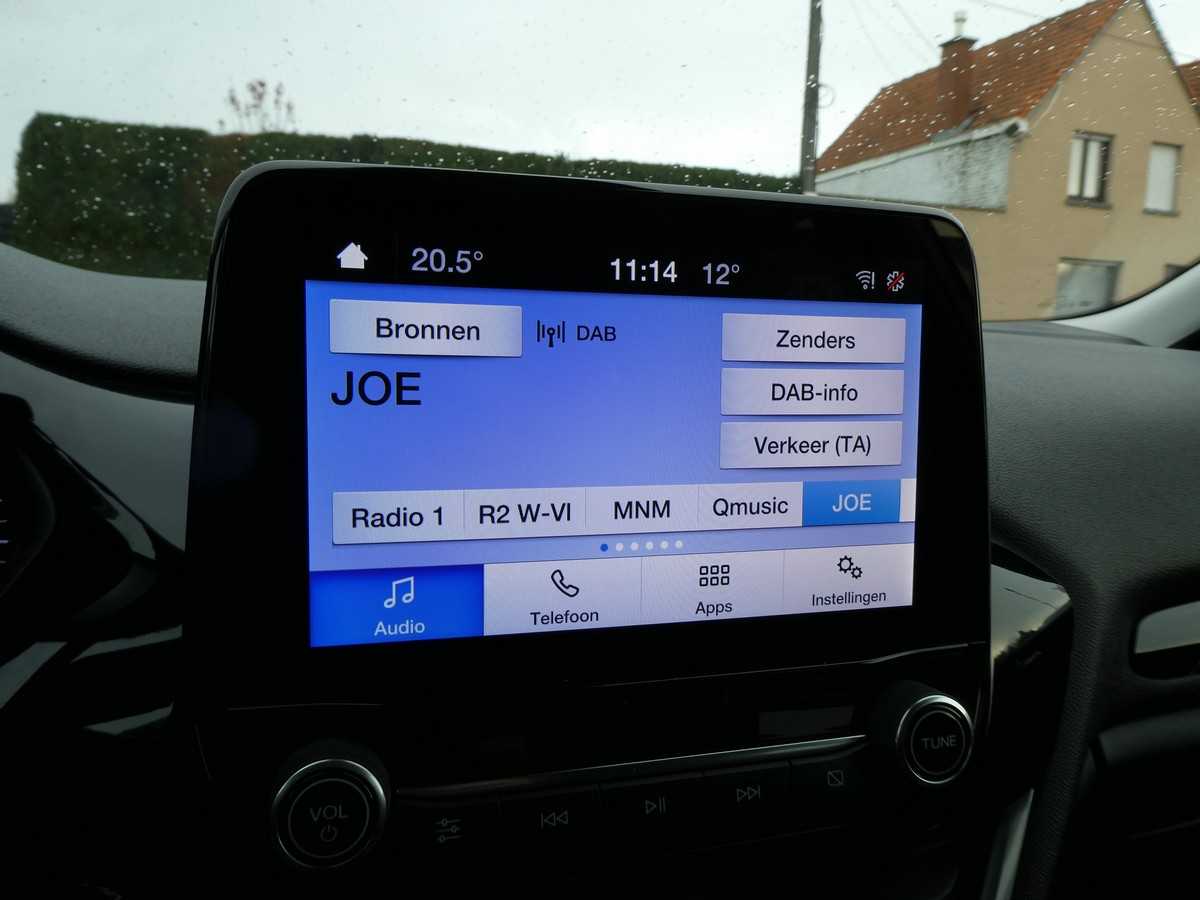 20.5° 11:14 12°
Bronnen DAB Zenders
JOE DAB-info
Verkeer (TA)
Radio 1 R2 W-Vl MNM Qmusic JOE
Audio Telefoon Apps Instellingen
VOL TUNE